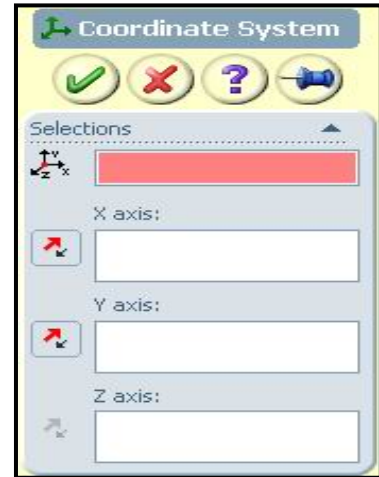 Coordinate System
?
Selections
Y
X
Z
X axis:
Y axis:
Z axis: